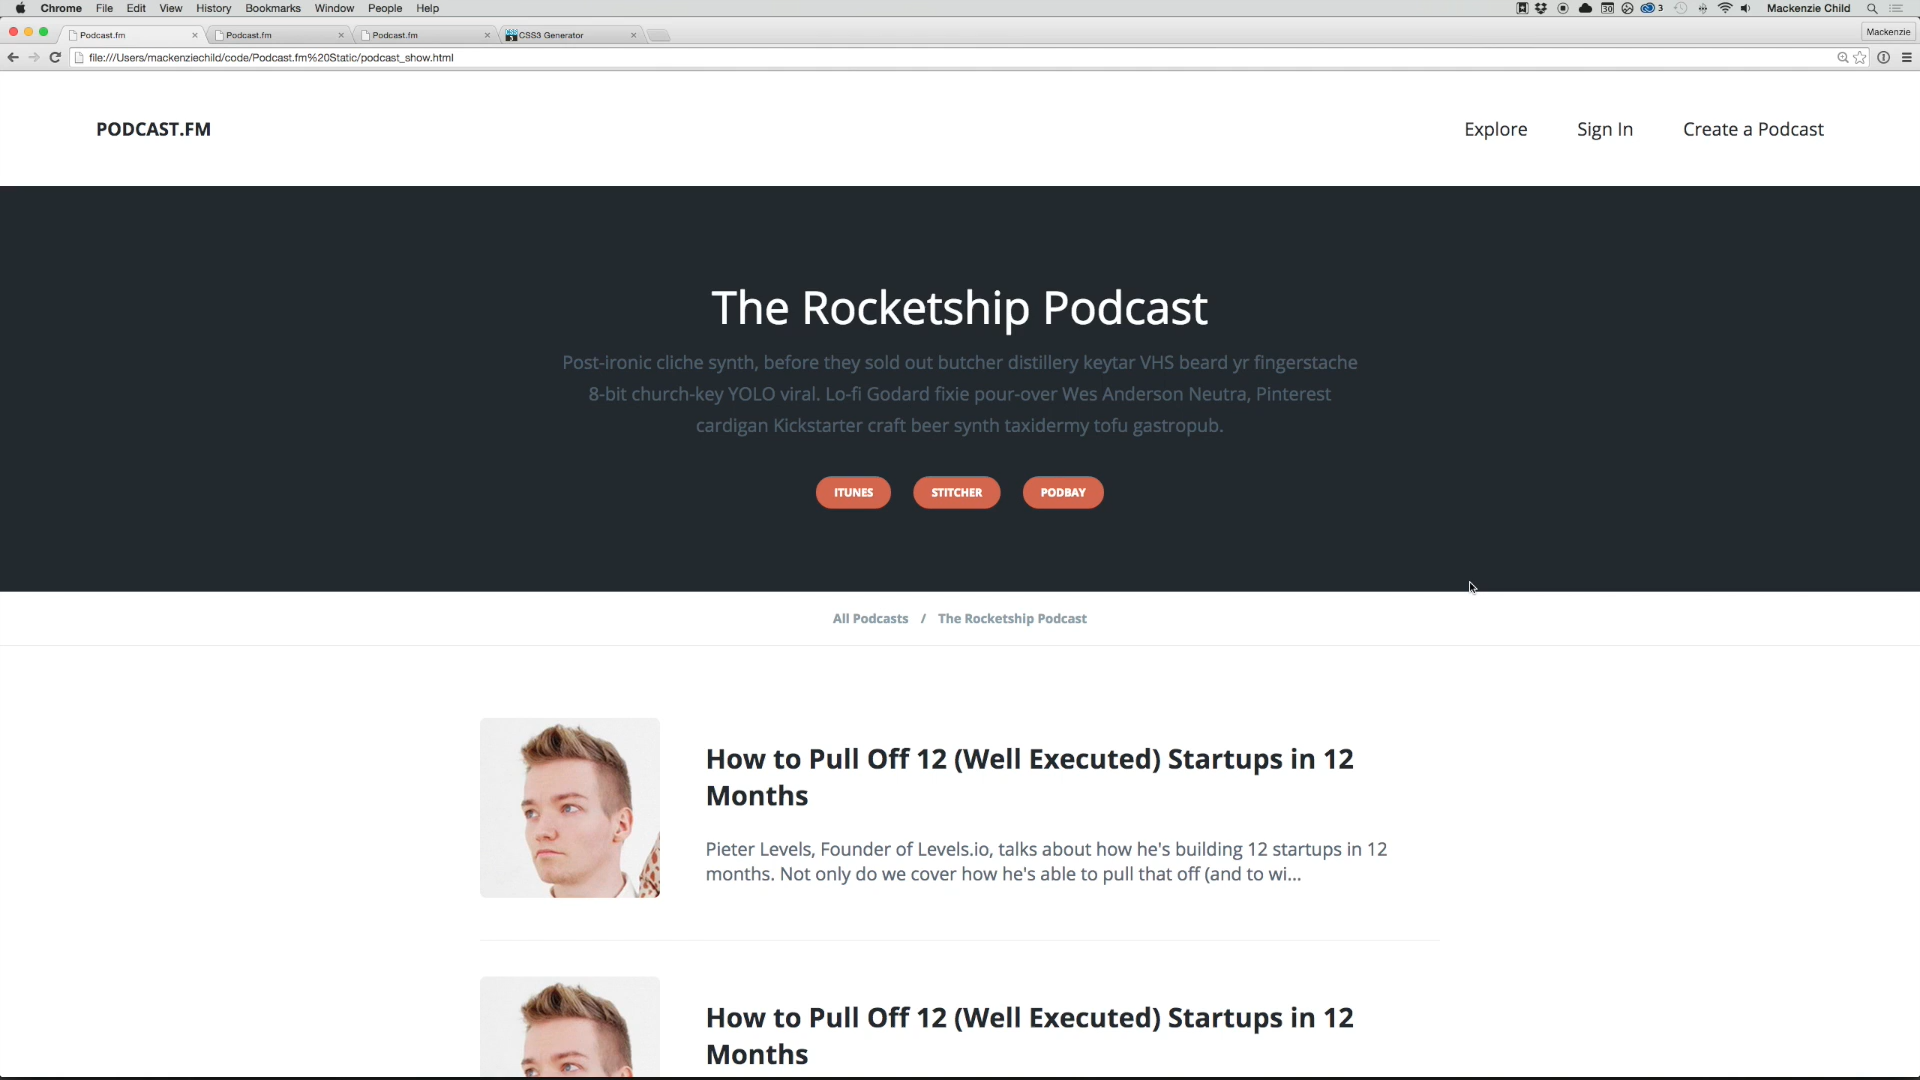 Chrome File Edit View History Bookmarks Window People Help
30 3 Mackenzie Child
Podcast.fm Podcast.fm Podcast.fm CSS3 Generator Mackenzie
file:///Users/mackenziechild/code/Podcast.fm%20Static/podcast_show.html
PODCAST.FM Explore Sign In Create a Podcast
The Rocketship Podcast
Post-ironic cliche synth, before they sold out butcher distillery keytar VHS beard yr fingerstache
8-bit church-key YOLO viral. Lo-fi Godard fixie pour-over Wes Anderson Neutra, Pinterest
cardigan Kickstarter craft beer synth taxidermy tofu gastropub.
ITUNES STITCHER PODBAY
All Podcasts / The Rocketship Podcast
How to Pull Off 12 (Well Executed) Startups in 12
Months
Pieter Levels, Founder of Levels.io, talks about how he's building 12 startups in 12
months. Not only do we cover how he's able to pull that off (and to wi...
How to Pull Off 12 (Well Executed) Startups in 12
Months